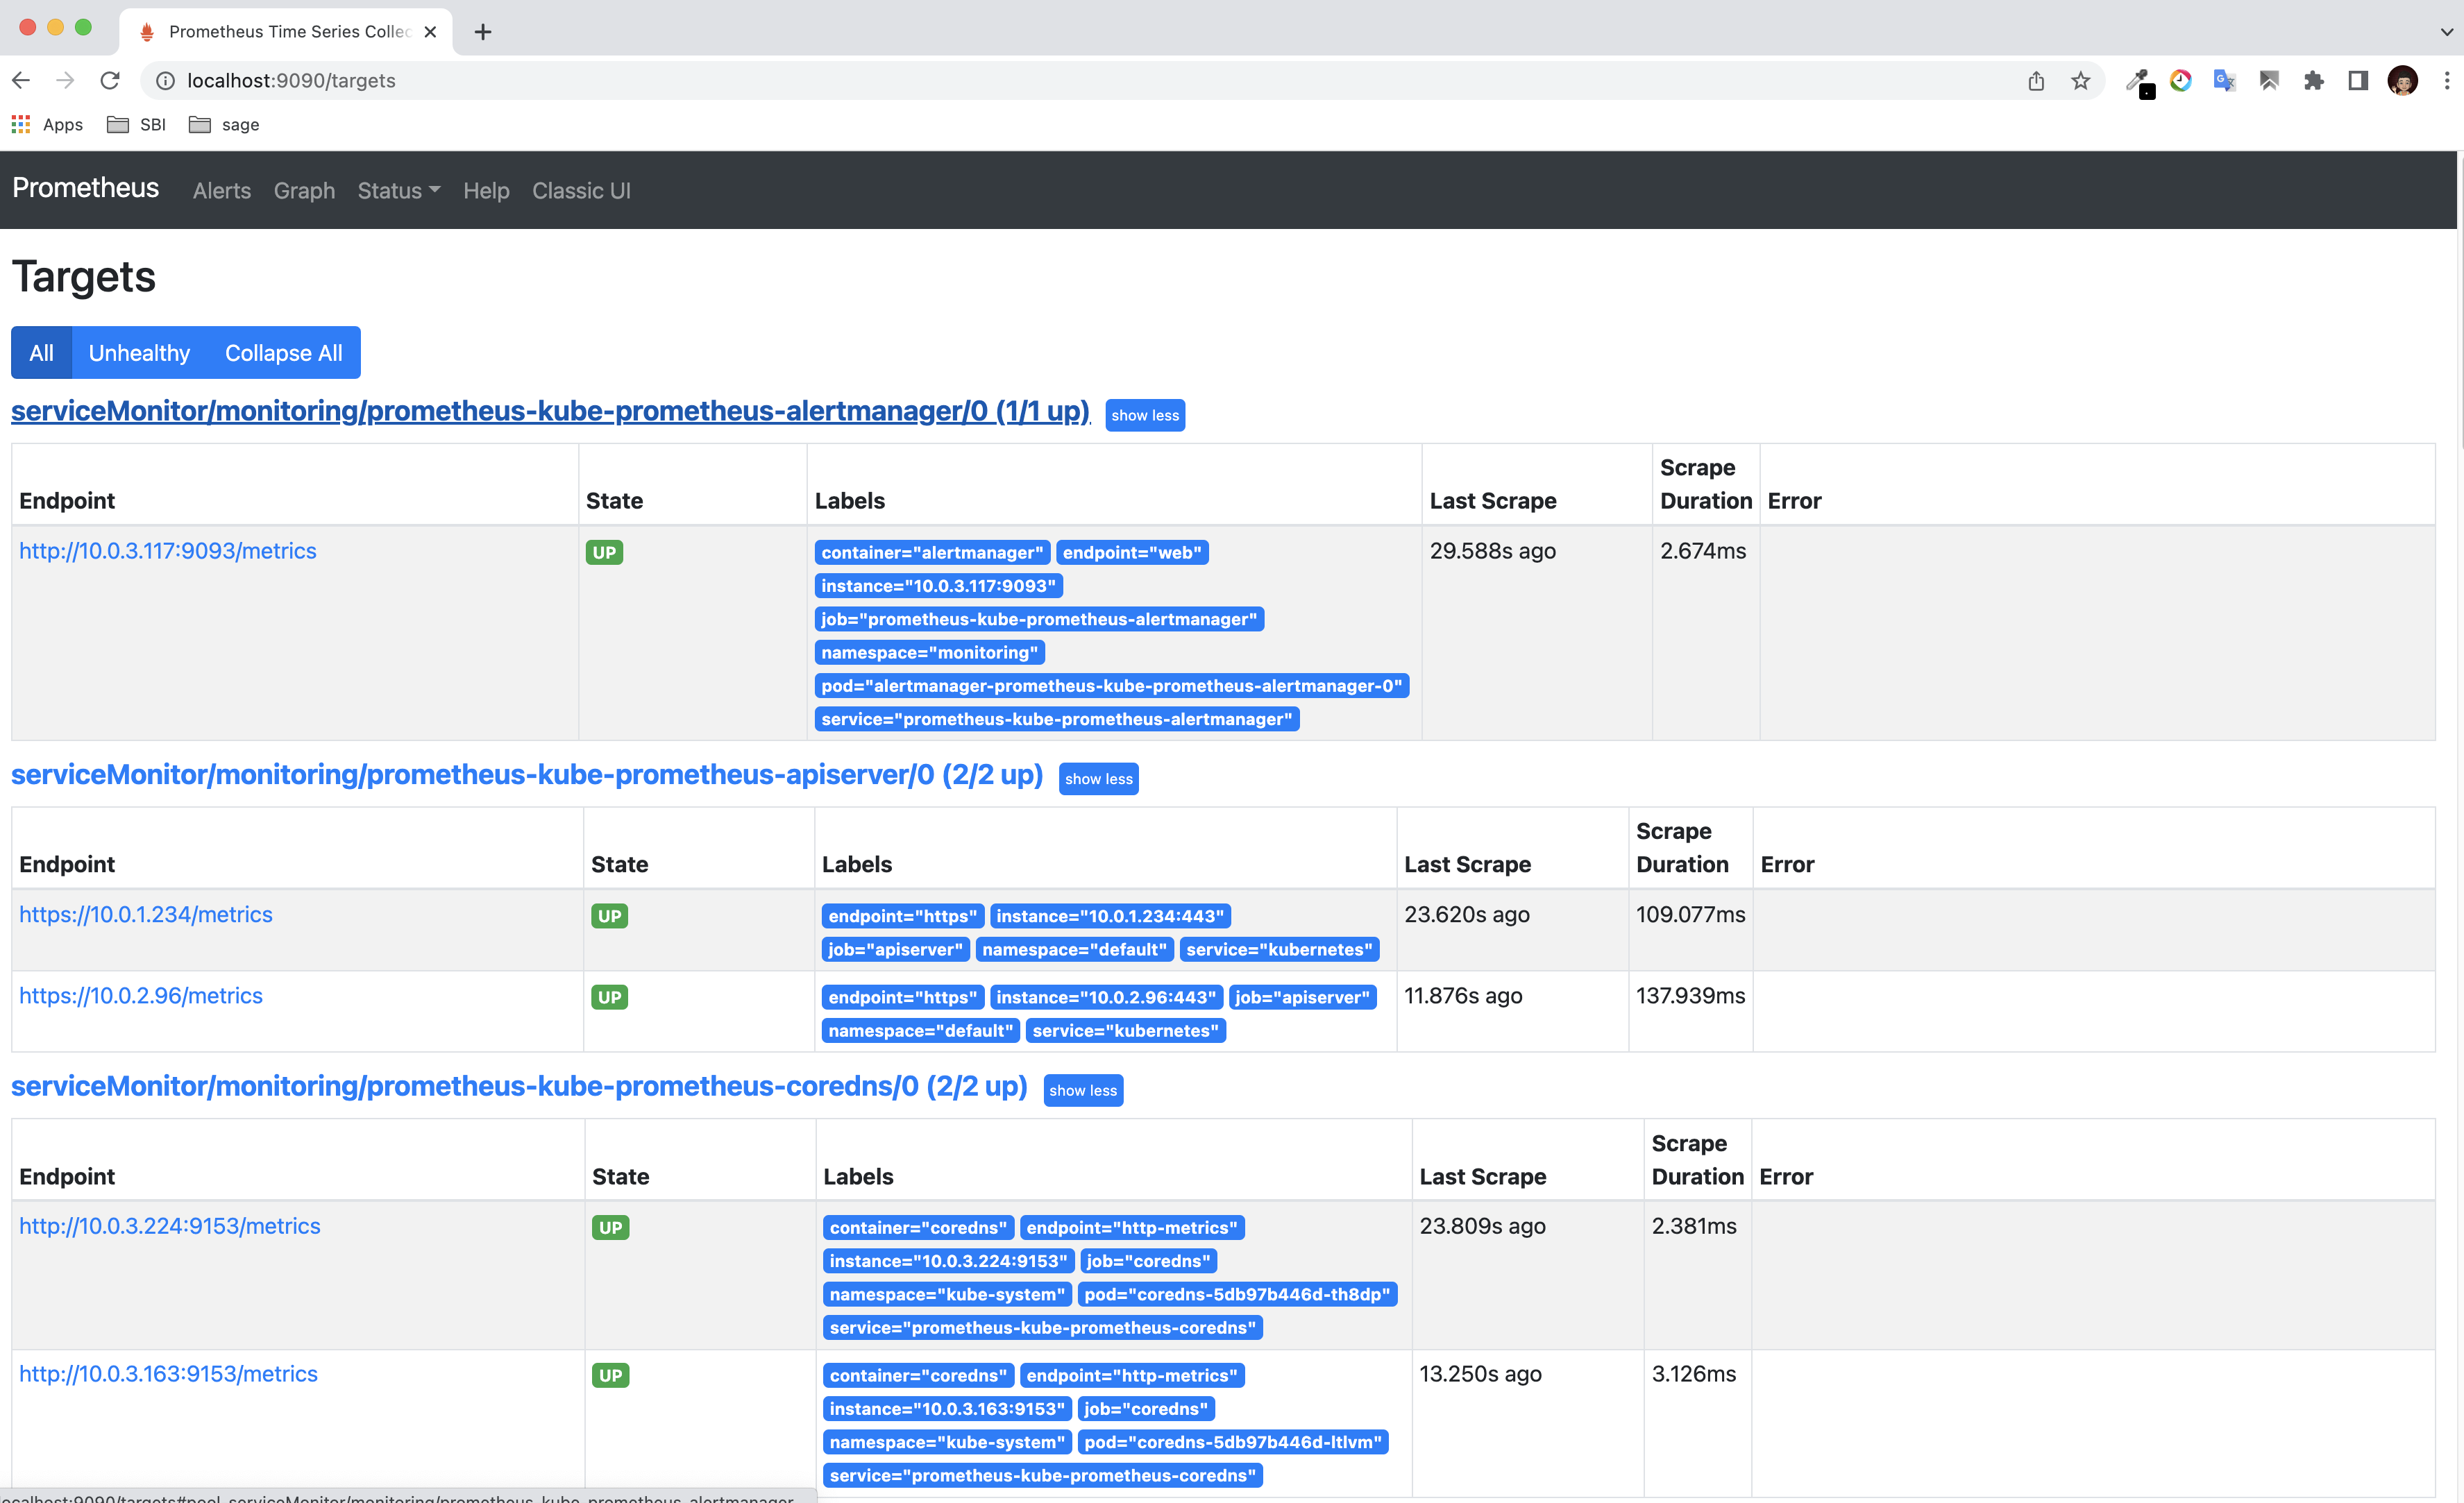 Prometheus Time Series Collec
localhost:9090/targets
Apps SBI sage
Prometheus Alerts Graph Status Help Classic UI
Targets
All Unhealthy Collapse All
serviceMonitor/monitoring/prometheus-kube-prometheus-alertmanager/0 (1/1 up) show less
Endpoint State Labels Last Scrape Scrape Duration Error
http://10.0.3.117:9093/metrics UP container="alertmanager" endpoint="web" 29.588s ago 2.674ms
instance="10.0.3.117:9093"
job="prometheus-kube-prometheus-alertmanager"
namespace="monitoring"
pod="alertmanager-prometheus-kube-prometheus-alertmanager-0"
service="prometheus-kube-prometheus-alertmanager"
serviceMonitor/monitoring/prometheus-kube-prometheus-apiserver/0 (2/2 up) show less
Endpoint State Labels Last Scrape Scrape Duration Error
https://10.0.1.234/metrics UP endpoint="https" instance="10.0.1.234:443" 23.620s ago 109.077ms
job="apiserver" namespace="default" service="kubernetes"
https://10.0.2.96/metrics UP endpoint="https" instance="10.0.2.96:443" job="apiserver" 11.876s ago 137.939ms
namespace="default" service="kubernetes"
serviceMonitor/monitoring/prometheus-kube-prometheus-coredns/0 (2/2 up) show less
Endpoint State Labels Last Scrape Scrape Duration Error
http://10.0.3.224:9153/metrics UP container="coredns" endpoint="http-metrics" 23.809s ago 2.381ms
instance="10.0.3.224:9153" job="coredns"
namespace="kube-system" pod="coredns-5db97b446d-th8dp"
service="prometheus-kube-prometheus-coredns"
http://10.0.3.163:9153/metrics UP container="coredns" endpoint="http-metrics" 13.250s ago 3.126ms
instance="10.0.3.163:9153" job="coredns"
namespace="kube-system" pod="coredns-5db97b446d-ltlvm"
service="prometheus-kube-prometheus-coredns"
localhost:9090/targets#pool-serviceMonitor/monitoring/prometheus-kube-prometheus-alertmanager